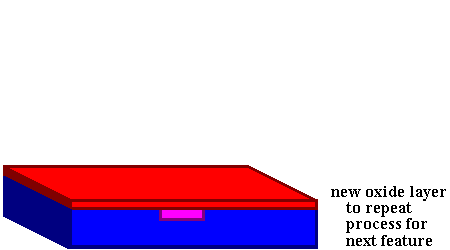 new oxide layer
to repeat
process for
next feature